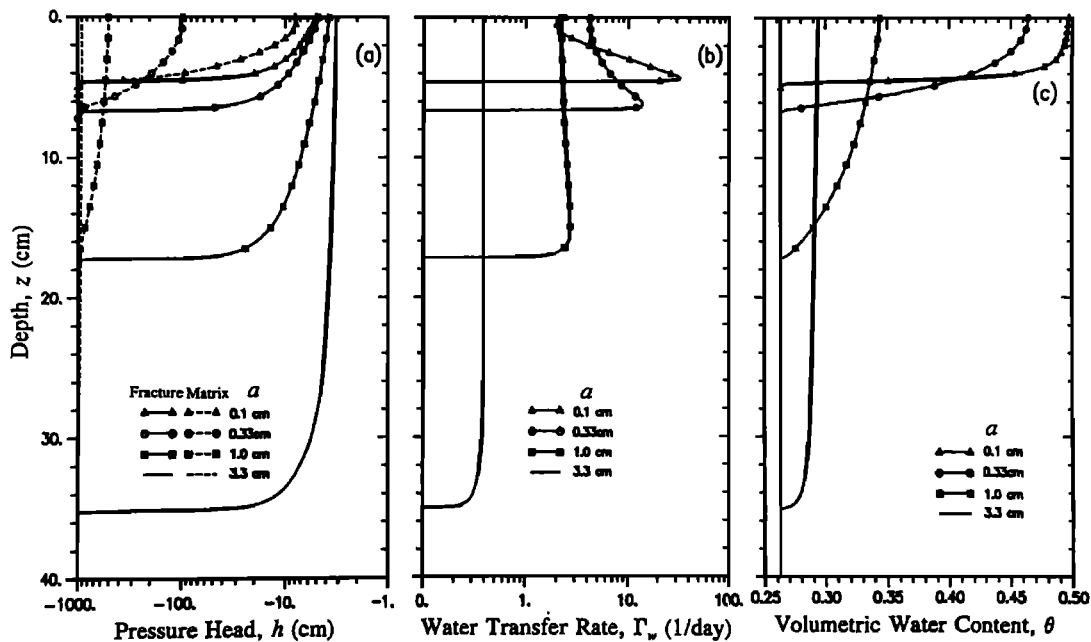 (a)
(b)
(c)
0.
10.
20.
30.
40.
Depth, z (cm)
Fracture Matrix a
0.1 cm
0.33cm
1.0 cm
3.3 cm
-1000. -100. -10. -1.
Pressure Head, h (cm)
a
0.1 cm
0.33cm
1.0 cm
3.3 cm
0. 1. 10. 100.
Water Transfer Rate, Γw (1/day)
a
0.1 cm
0.33cm
1.0 cm
3.3 cm
0.25 0.30 0.35 0.40 0.45 0.50
Volumetric Water Content, θ